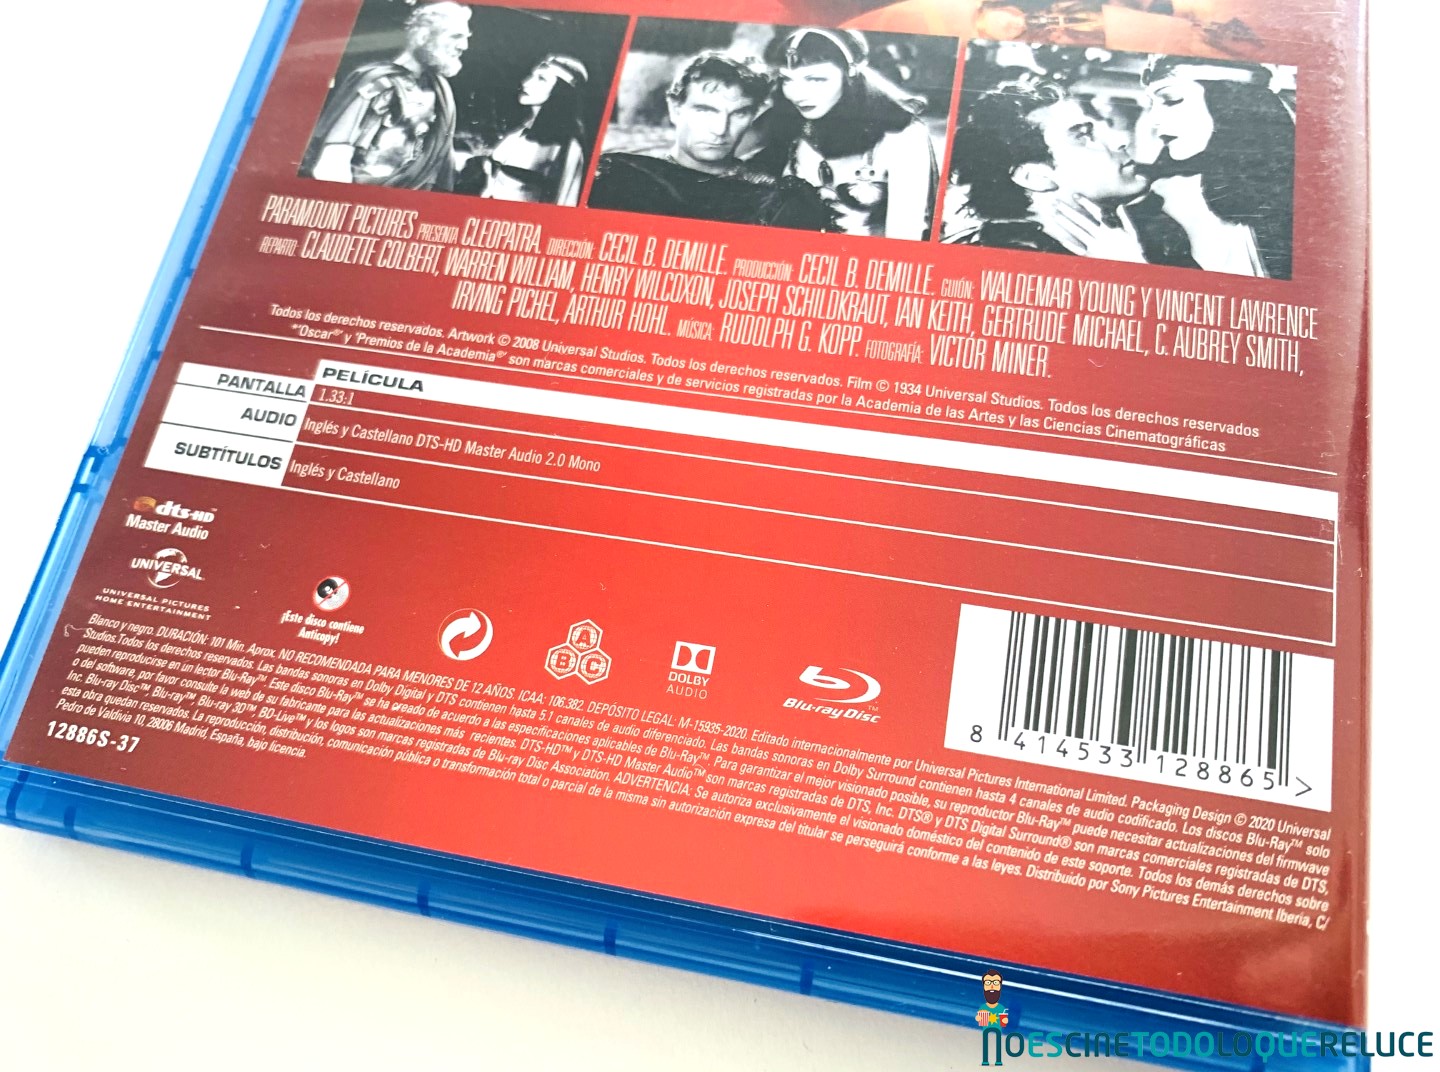 PARAMOUNT PICTURES PRESENTA CLEOPATRA. DIRECCIÓN: CECIL B. DEMILLE. PRODUCCIÓN: CECIL B. DEMILLE. GUIÓN: WALDEMAR YOUNG Y VINCENT LAWRENCE
REPARTO: CLAUDETTE COLBERT, WARREN WILLIAM, HENRY WILCOXON, JOSEPH SCHILDKRAUT, IAN KEITH, GERTRUDE MICHAEL, C. AUBREY SMITH,
IRVING PICHEL, ARTHUR HOHL. MÚSICA: RUDOLPH G. KOPP. FOTOGRAFÍA: VICTOR MINER.
Todos los derechos reservados. Artwork © 2008 Universal Studios. Todos los derechos reservados. Film © 1934 Universal Studios. Todos los derechos reservados
"Oscar®" y "Premios de la Academia®" son marcas comerciales y de servicios registradas por la Academia de las Artes y las Ciencias Cinematográficas
PELÍCULA
PANTALLA 1.33:1
AUDIO Inglés y Castellano DTS-HD Master Audio 2.0 Mono
SUBTÍTULOS Inglés y Castellano
dts-HD™
Master Audio
UNIVERSAL
UNIVERSAL PICTURES
HOME ENTERTAINMENT
¡Este disco contiene
Anticopy!
A
B C
DOLBY
AUDIO
Blu-ray Disc™
8 414533 128865 >
Blanco y negro. DURACIÓN: 101 Min. Aprox. NO RECOMENDADA PARA MENORES DE 12 AÑOS. ICAA: 106.382. DEPÓSITO LEGAL: M-15935-2020. Editado internacionalmente por Universal Pictures International Limited. Packaging Design © 2020 Universal
Studios.Todos los derechos reservados. Las bandas sonoras en Dolby Digital y DTS contienen hasta 5.1 canales de audio diferenciado. Las bandas sonoras en Dolby Surround contienen hasta 4 canales de audio codificado. Los discos Blu-Ray™ solo
pueden reproducirse en un lector Blu-Ray™. Este disco Blu-Ray™ se ha creado de acuerdo a las especificaciones aplicables de Blu-Ray™. Para garantizar el mejor visionado posible, su reproductor Blu-Ray™ puede necesitar actualizaciones del firmware
o del software, por favor consulte la web de su fabricante para las actualizaciones más recientes. DTS-HD™ y DTS-HD Master Audio™ son marcas registradas de DTS, Inc. DTS® y DTS Digital Surround® son marcas comerciales registradas de DTS,
Inc. Blu-ray Disc™, Blu-ray™, Blu-ray 3D™, BD-Live™ y los logos son marcas registradas de Blu-ray Disc Association. ADVERTENCIA: Se autoriza exclusivamente el visionado doméstico del contenido de este soporte. Todos los demás derechos sobre
esta obra quedan reservados. La reproducción, distribución, comunicación pública o transformación total o parcial de la misma sin autorización expresa del titular se perseguirá conforme a las leyes. Distribuido por Sony Pictures Entertainment Iberia, C/
Pedro de Valdivia 10, 28006 Madrid, España, bajo licencia.
12886S-37
NOESCINETODOLOQUERELUCE